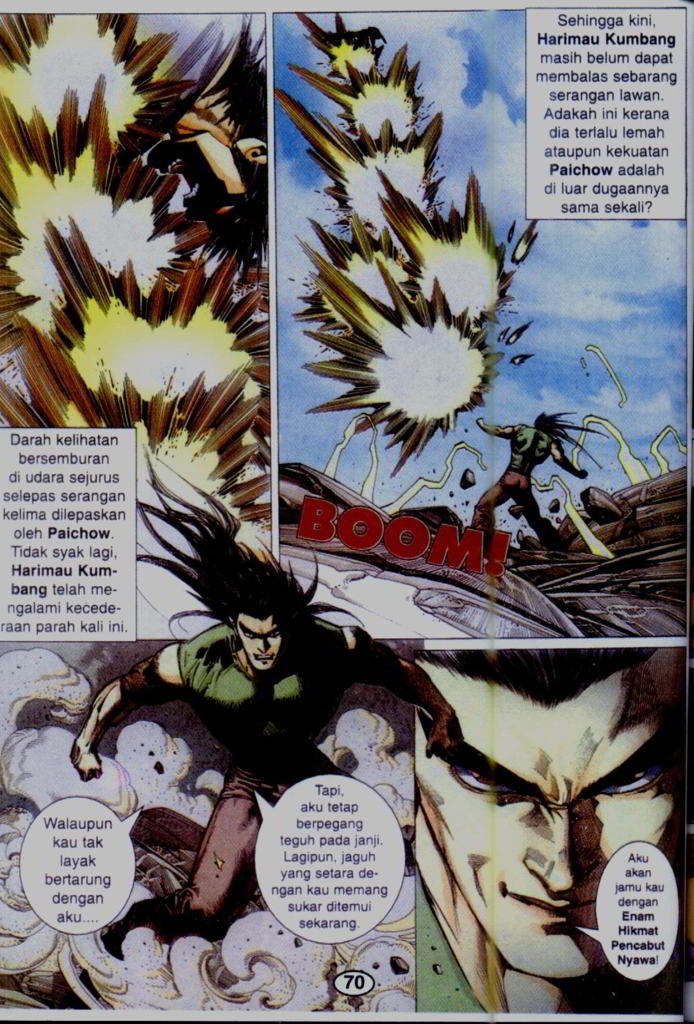 Sehingga kini,
Harimau Kumbang
masih belum dapat
membalas sebarang
serangan lawan.
Adakah ini kerana
dia terlalu lemah
ataupun kekuatan
Paichow adalah
di luar dugaannya
sama sekali?
BOOM!
Darah kelihatan
bersemburan
di udara sejurus
selepas serangan
kelima dilepaskan
oleh Paichow.
Tidak syak lagi,
Harimau Kum-
bang telah me-
ngalami kecede-
raan parah kali ini.
Walaupun
kau tak
layak
bertarung
dengan
aku....
Tapi,
aku tetap
berpegang
teguh pada janji.
Lagipun, jaguh
yang setara de-
ngan kau memang
sukar ditemui
sekarang.
Aku
akan
jamu kau
dengan
Enam
Hikmat
Pencabut
Nyawa!
70